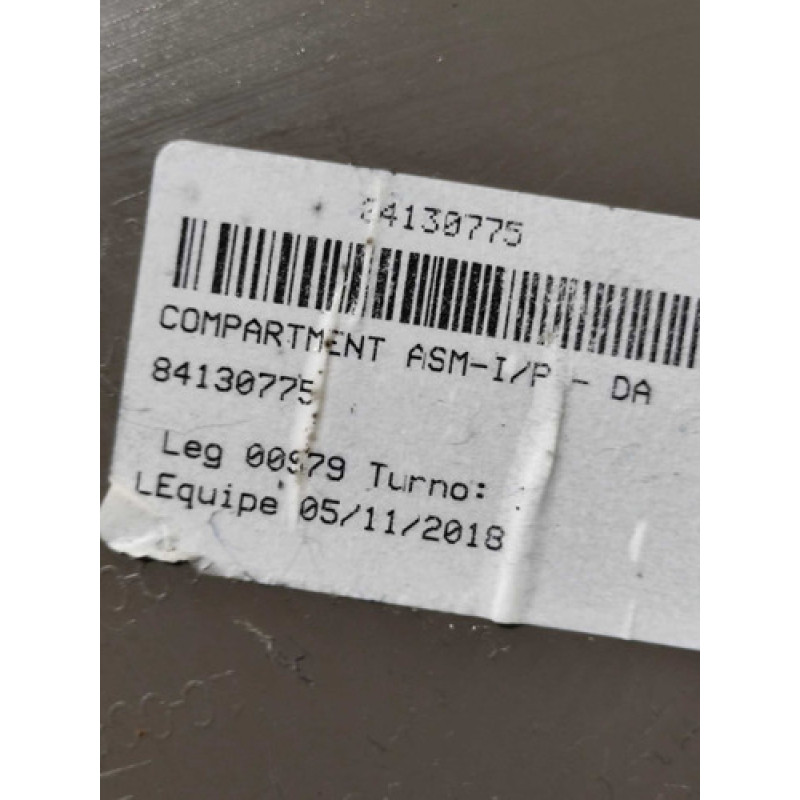 84130775
COMPARTMENT ASM-I/P - DA
84130775
Leg 00979 Turno:
LEquipe 05/11/2018